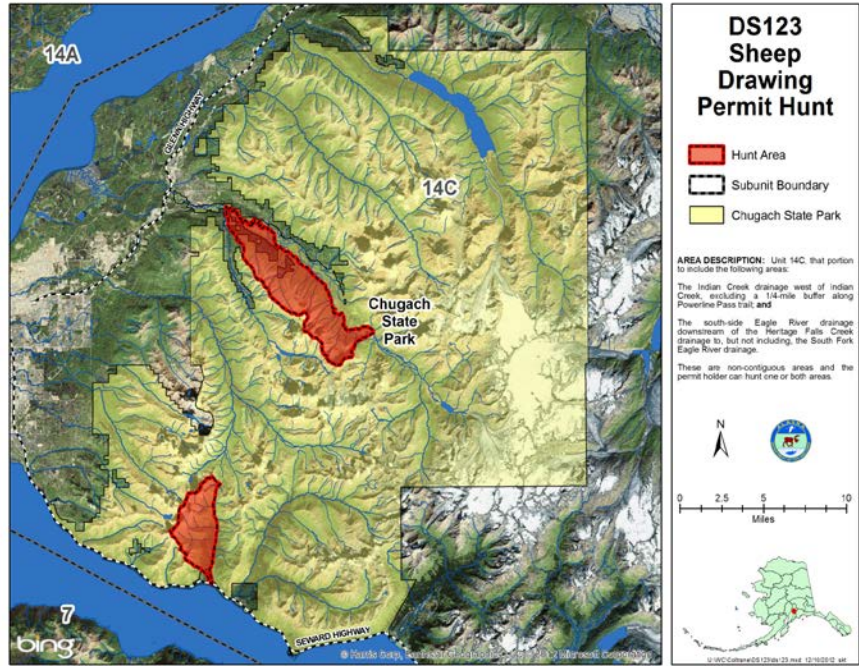 14A
GLENN HIGHWAY
14C
Chugach
State
Park
7
SEWARD HIGHWAY
bing
DS123
Sheep
Drawing
Permit Hunt
Hunt Area
Subunit Boundary
Chugach State Park
AREA DESCRIPTION: Unit 14C, that portion
to include the following areas:
The Indian Creek drainage west of Indian
Creek, excluding a 1/4-mile buffer along
Powerline Pass trail; and
The south-side Eagle River drainage
downstream of the Heritage Falls Creek
drainage to, but not including, the South Fork
Eagle River drainage.
These are non-contiguous areas and the
permit holder can hunt one or both areas.
N
0 2.5 5 10
Miles